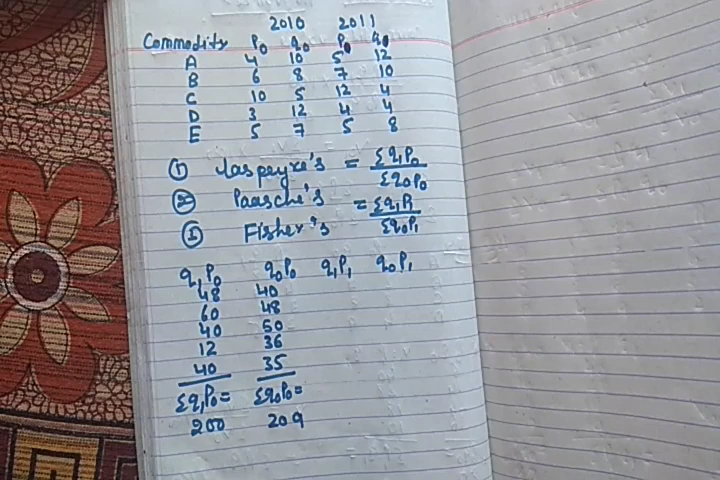 2010 2011
Commodity P0 q0 P0 q0
A 4 10 5 12
B 6 8 7 10
C 10 5 12 4
D 3 12 4 4
E 5 7 5 8
① Laspeyre's = Σq1P0 / Σq0P0
② Paasche's = Σq1P1 / Σq0P1
③ Fisher's
q1P0 q0P0 q1P1 q0P1
48 40
60 48
40 50
12 36
40 35
Σq1P0= Σq0P0=
200 209